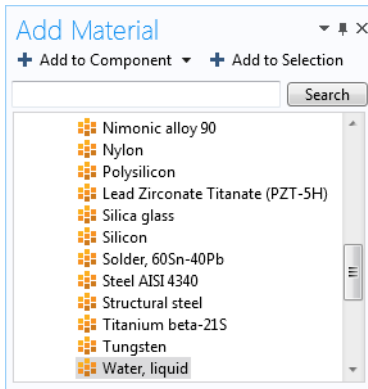 Add Material
Add to Component Add to Selection
Search
Nimonic alloy 90
Nylon
Polysilicon
Lead Zirconate Titanate (PZT-5H)
Silica glass
Silicon
Solder, 60Sn-40Pb
Steel AISI 4340
Structural steel
Titanium beta-21S
Tungsten
Water, liquid